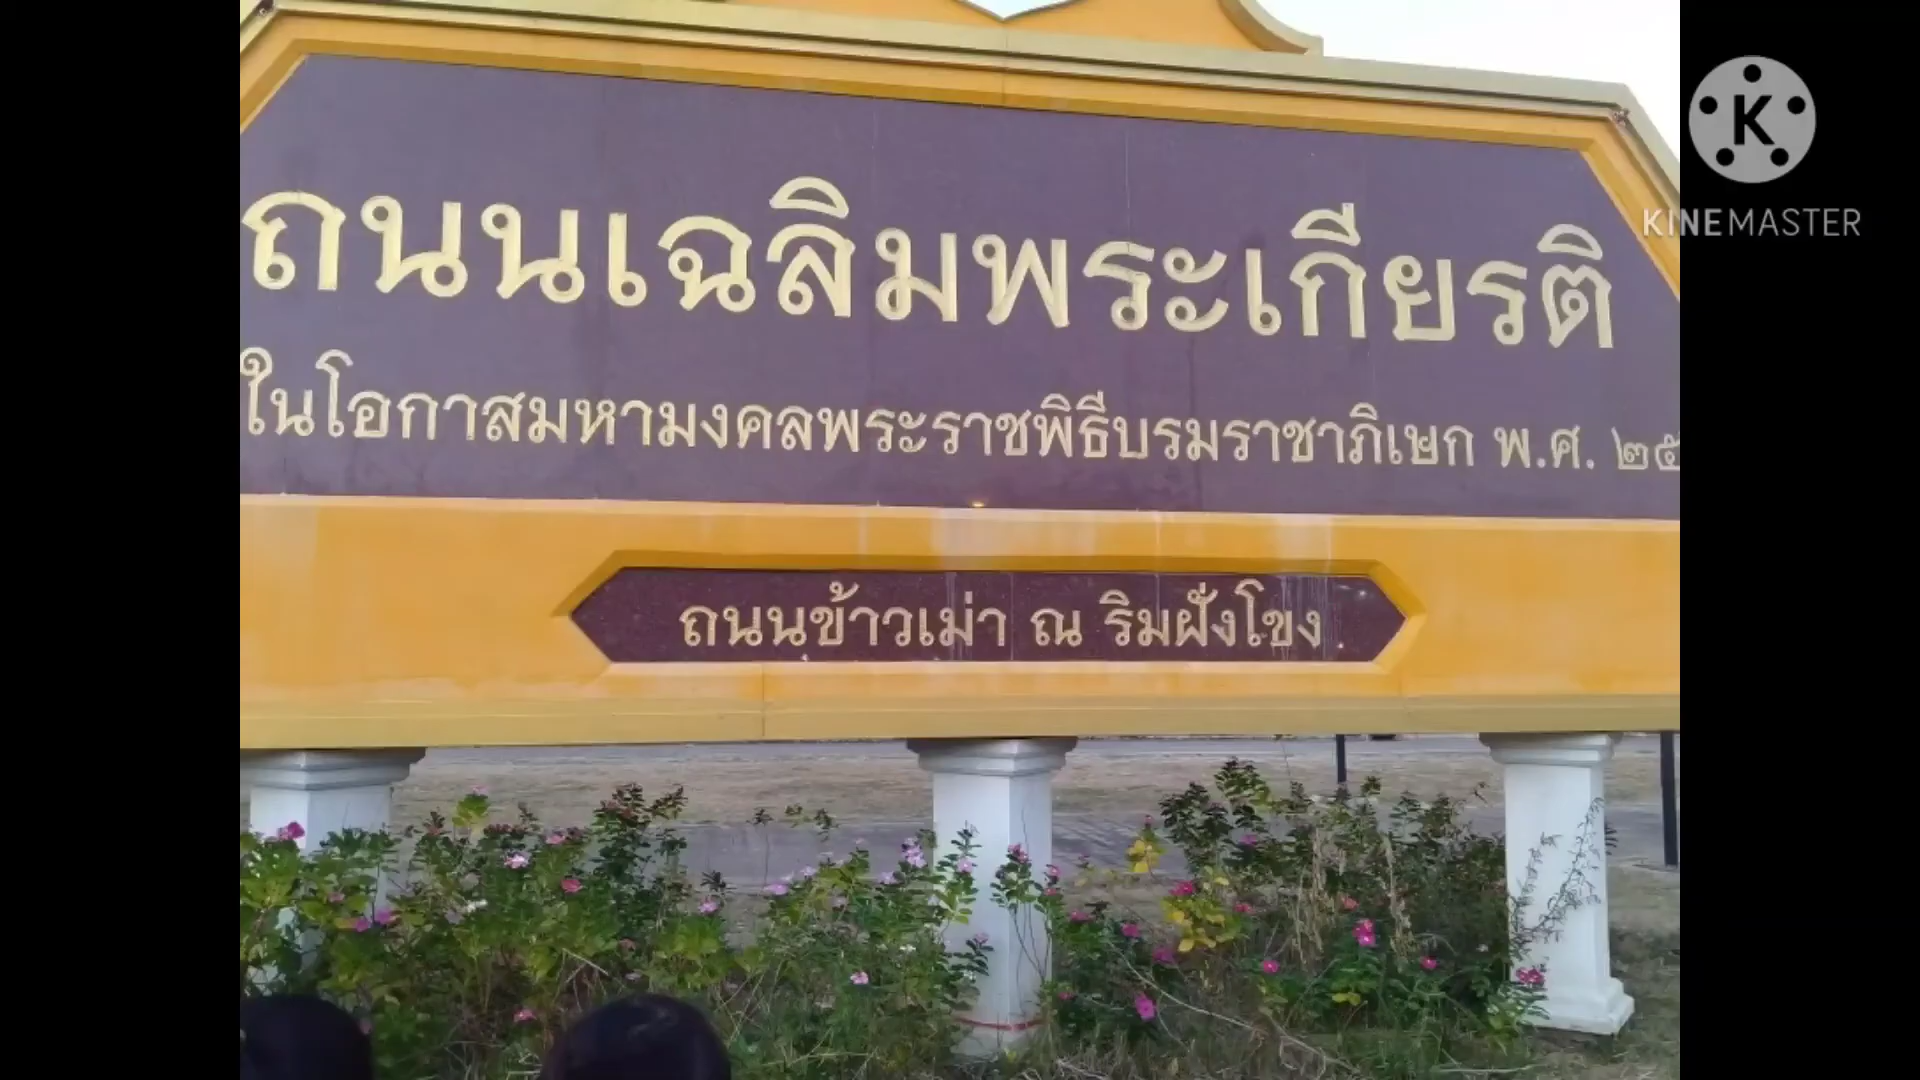 ถนนเฉลิมพระเกียรติ
ในโอกาสมหามงคลพระราชพิธีบรมราชาภิเษก พ.ศ. ๒๕
ถนนข้าวเม่า ณ ริมฝั่งโขง
K
KINEMASTER